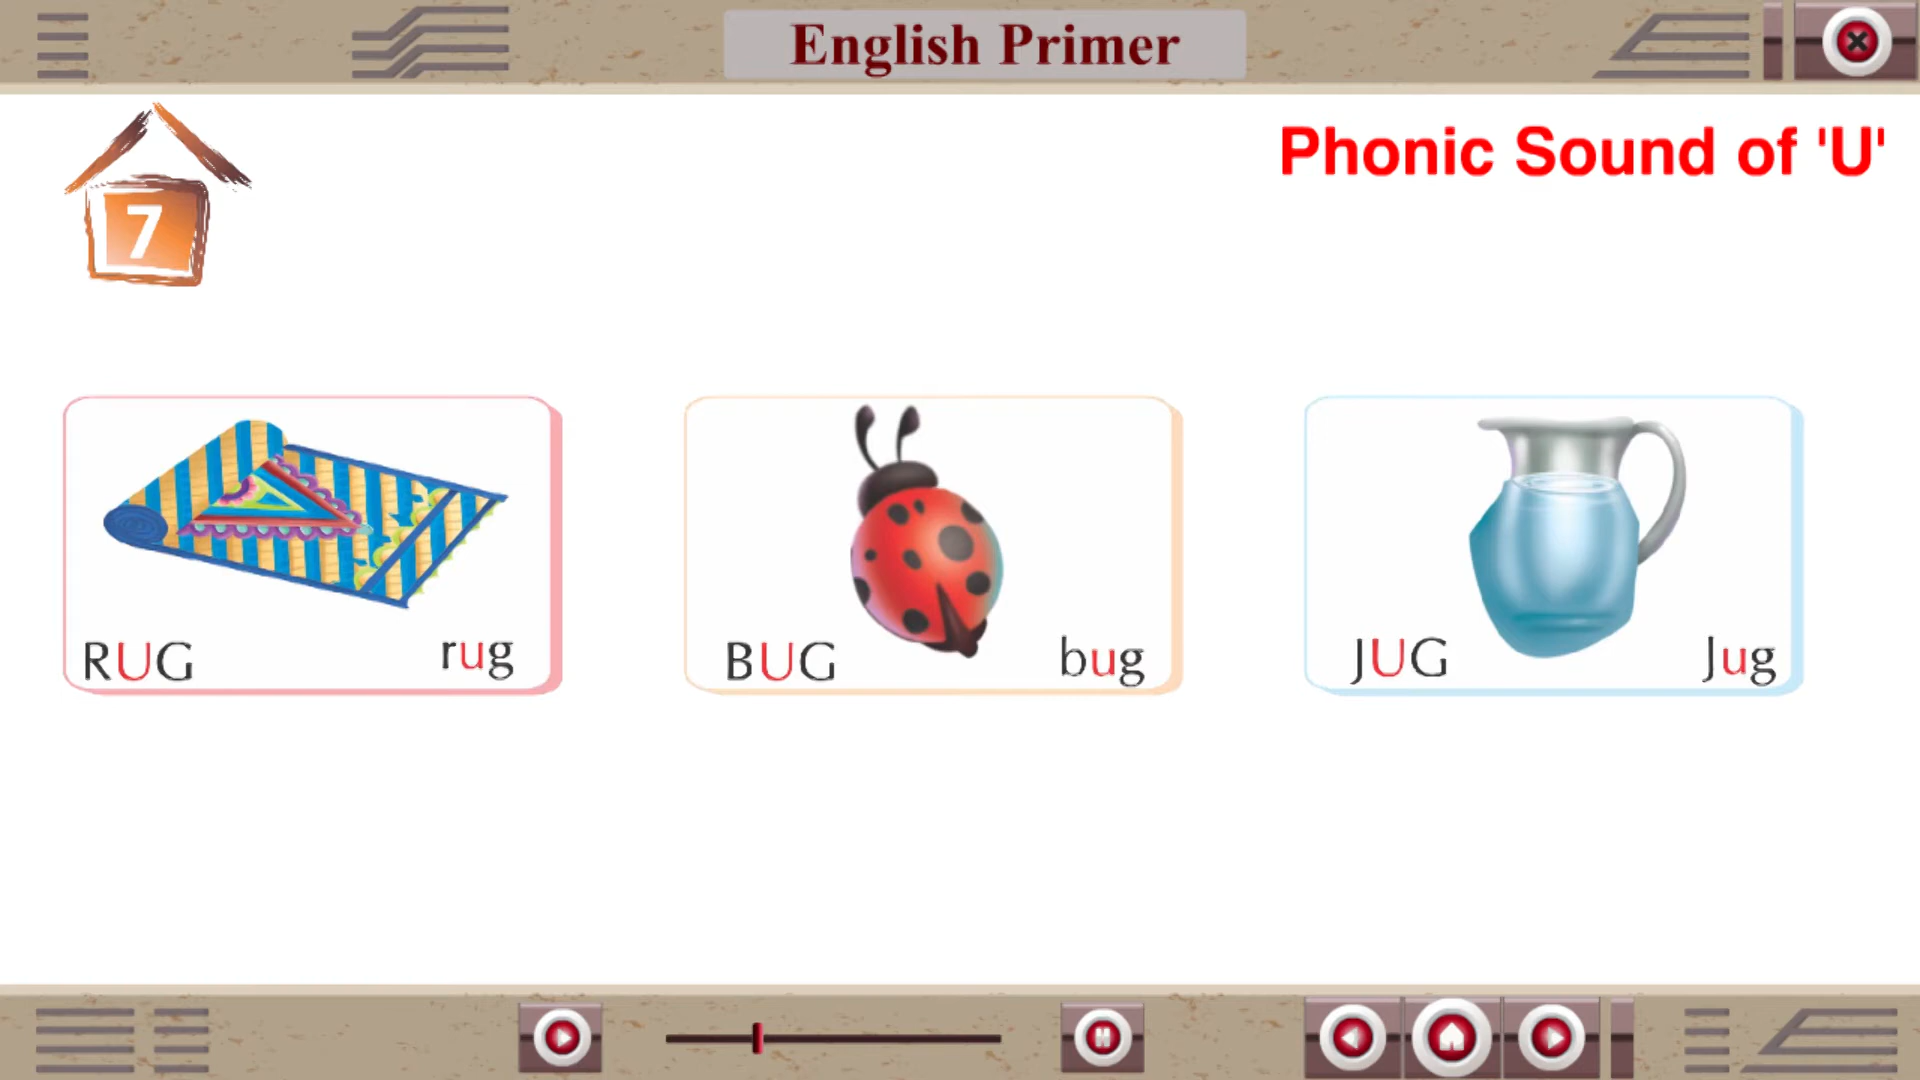 English Primer
Phonic Sound of 'U'
7
RUG rug
BUG bug
JUG Jug